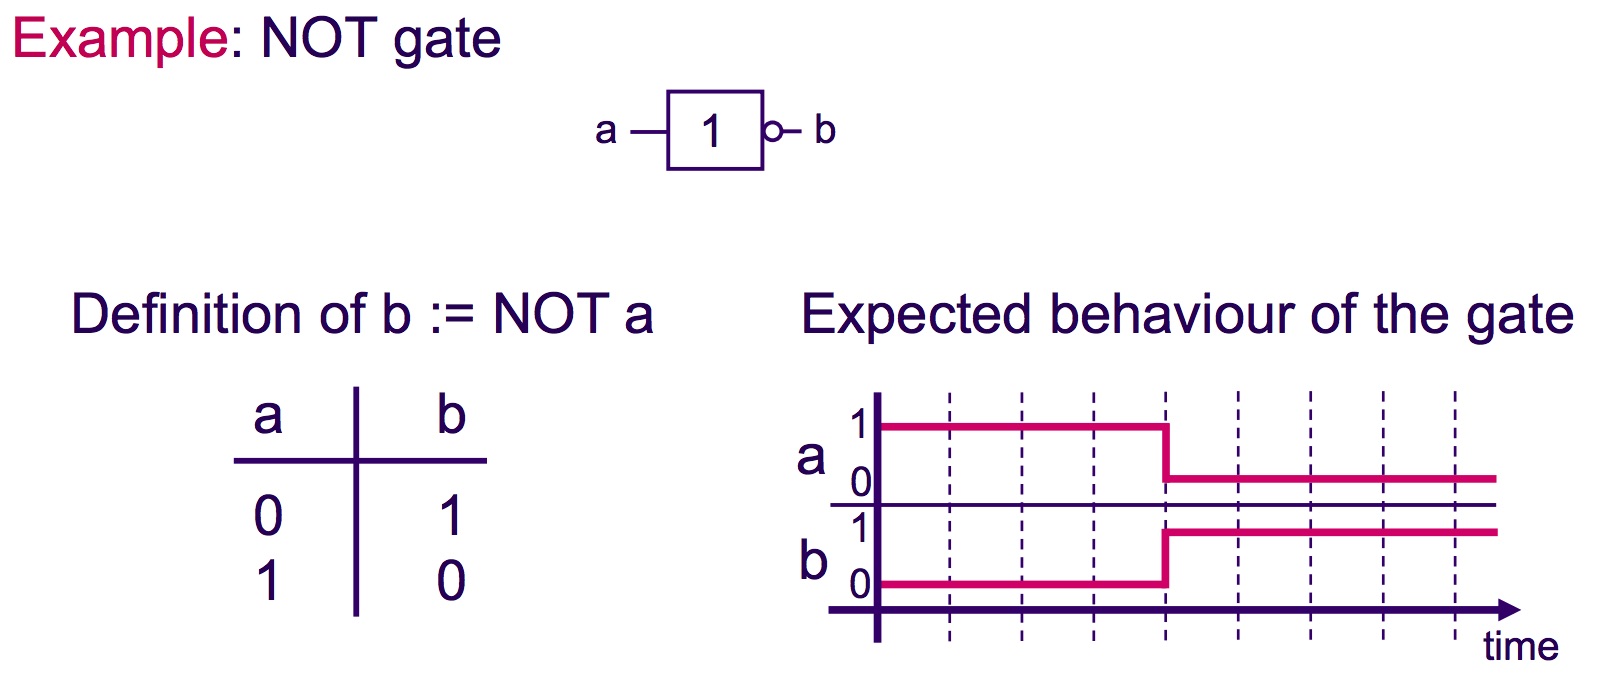 Example: NOT gate
a 1 b
Definition of b := NOT a
a b
0 1
1 0
Expected behaviour of the gate
a 1 0
b 1 0
time